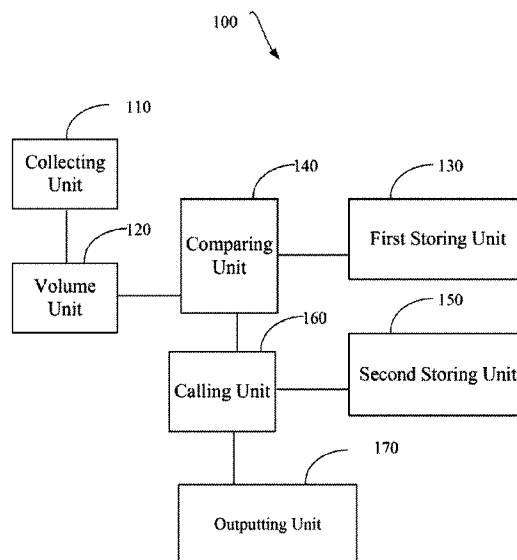 100
110
Collecting
Unit
120
Volume
Unit
140
Comparing
Unit
130
First Storing Unit
160
Calling Unit
150
Second Storing Unit
170
Outputting Unit